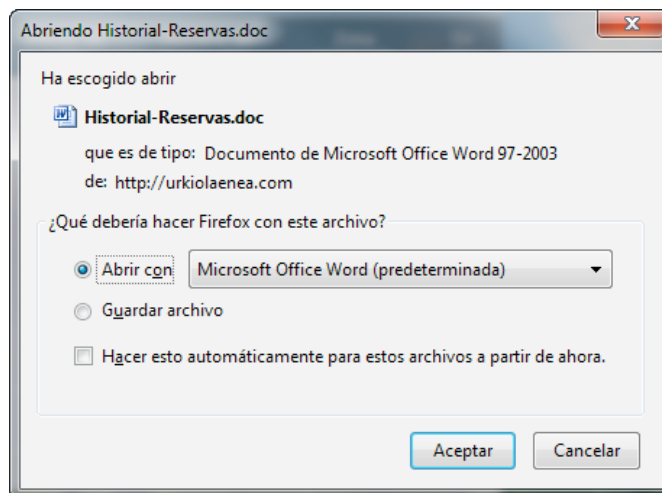 Abriendo Historial-Reservas.doc
Ha escogido abrir
Historial-Reservas.doc
que es de tipo: Documento de Microsoft Office Word 97-2003
de: http://urkiolaenea.com
¿Qué debería hacer Firefox con este archivo?
Abrir con Microsoft Office Word (predeterminada)
Guardar archivo
Hacer esto automáticamente para estos archivos a partir de ahora.
Aceptar Cancelar